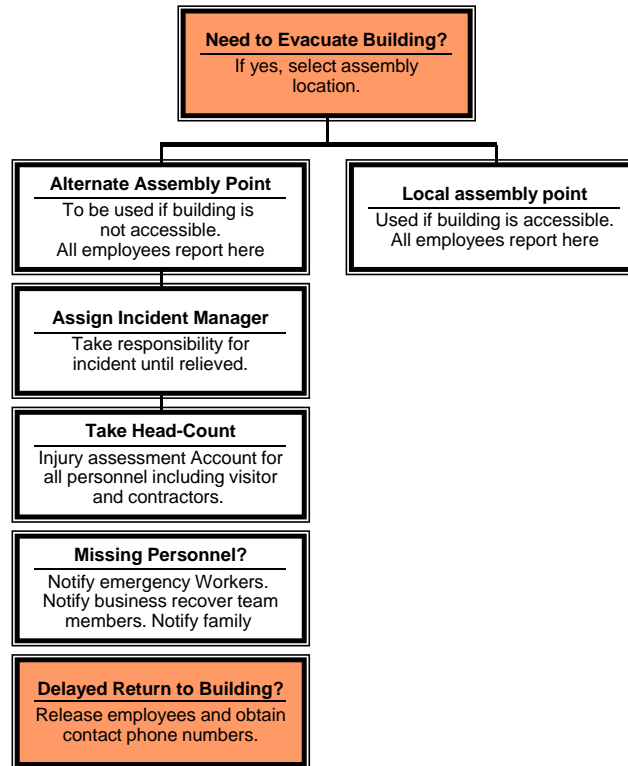 Need to Evacuate Building?
If yes, select assembly
location.
Alternate Assembly Point
To be used if building is
not accessible.
All employees report here
Local assembly point
Used if building is accessible.
All employees report here
Assign Incident Manager
Take responsibility for
incident until relieved.
Take Head-Count
Injury assessment Account for
all personnel including visitor
and contractors.
Missing Personnel?
Notify emergency Workers.
Notify business recover team
members. Notify family
Delayed Return to Building?
Release employees and obtain
contact phone numbers.